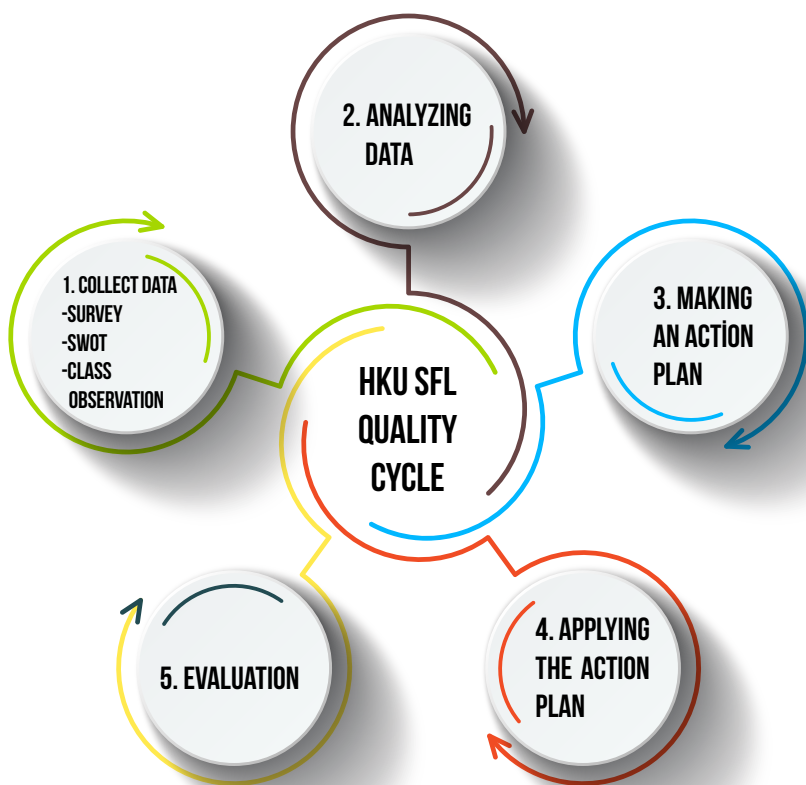 HKU SFL
QUALITY
CYCLE
1. COLLECT DATA
-SURVEY
-SWOT
-CLASS
OBSERVATION
2. ANALYZING
DATA
3. MAKING
AN ACTİON
PLAN
4. APPLYING
THE ACTION
PLAN
5. EVALUATION